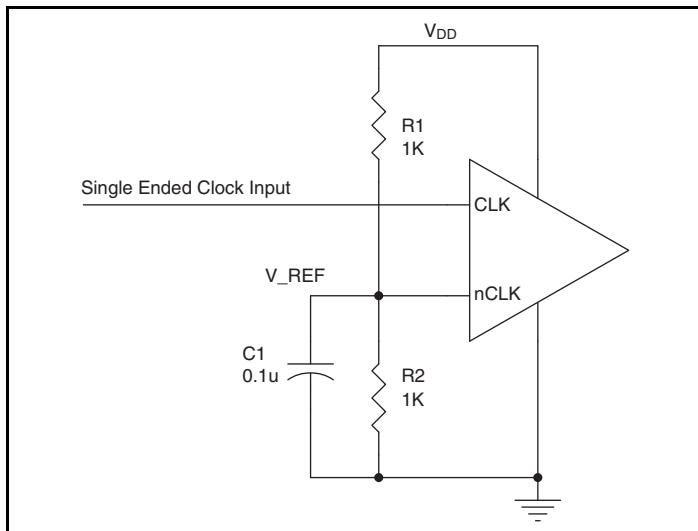 VDD
R1
1K
Single Ended Clock Input
CLK
V_REF
nCLK
C1
0.1u
R2
1K